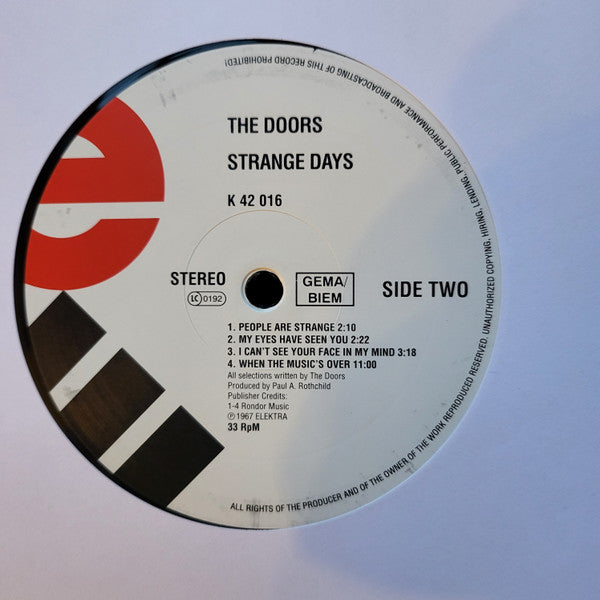 THE DOORS
STRANGE DAYS
K 42 016
STEREO
LC 0192
GEMA/
BIEM
SIDE TWO
1. PEOPLE ARE STRANGE 2:10
2. MY EYES HAVE SEEN YOU 2:22
3. I CAN'T SEE YOUR FACE IN MY MIND 3:18
4. WHEN THE MUSIC'S OVER 11:00
All selections written by The Doors
Produced by Paul A. Rothchild
Publisher Credits:
1-4 Rondor Music
℗ 1967 ELEKTRA
33 RpM
ALL RIGHTS OF THE PRODUCER AND OF THE OWNER OF THE WORK REPRODUCED RESERVED. UNAUTHORIZED COPYING, HIRING, LENDING, PUBLIC PERFORMANCE AND BROADCASTING OF THIS RECORD PROHIBITED!